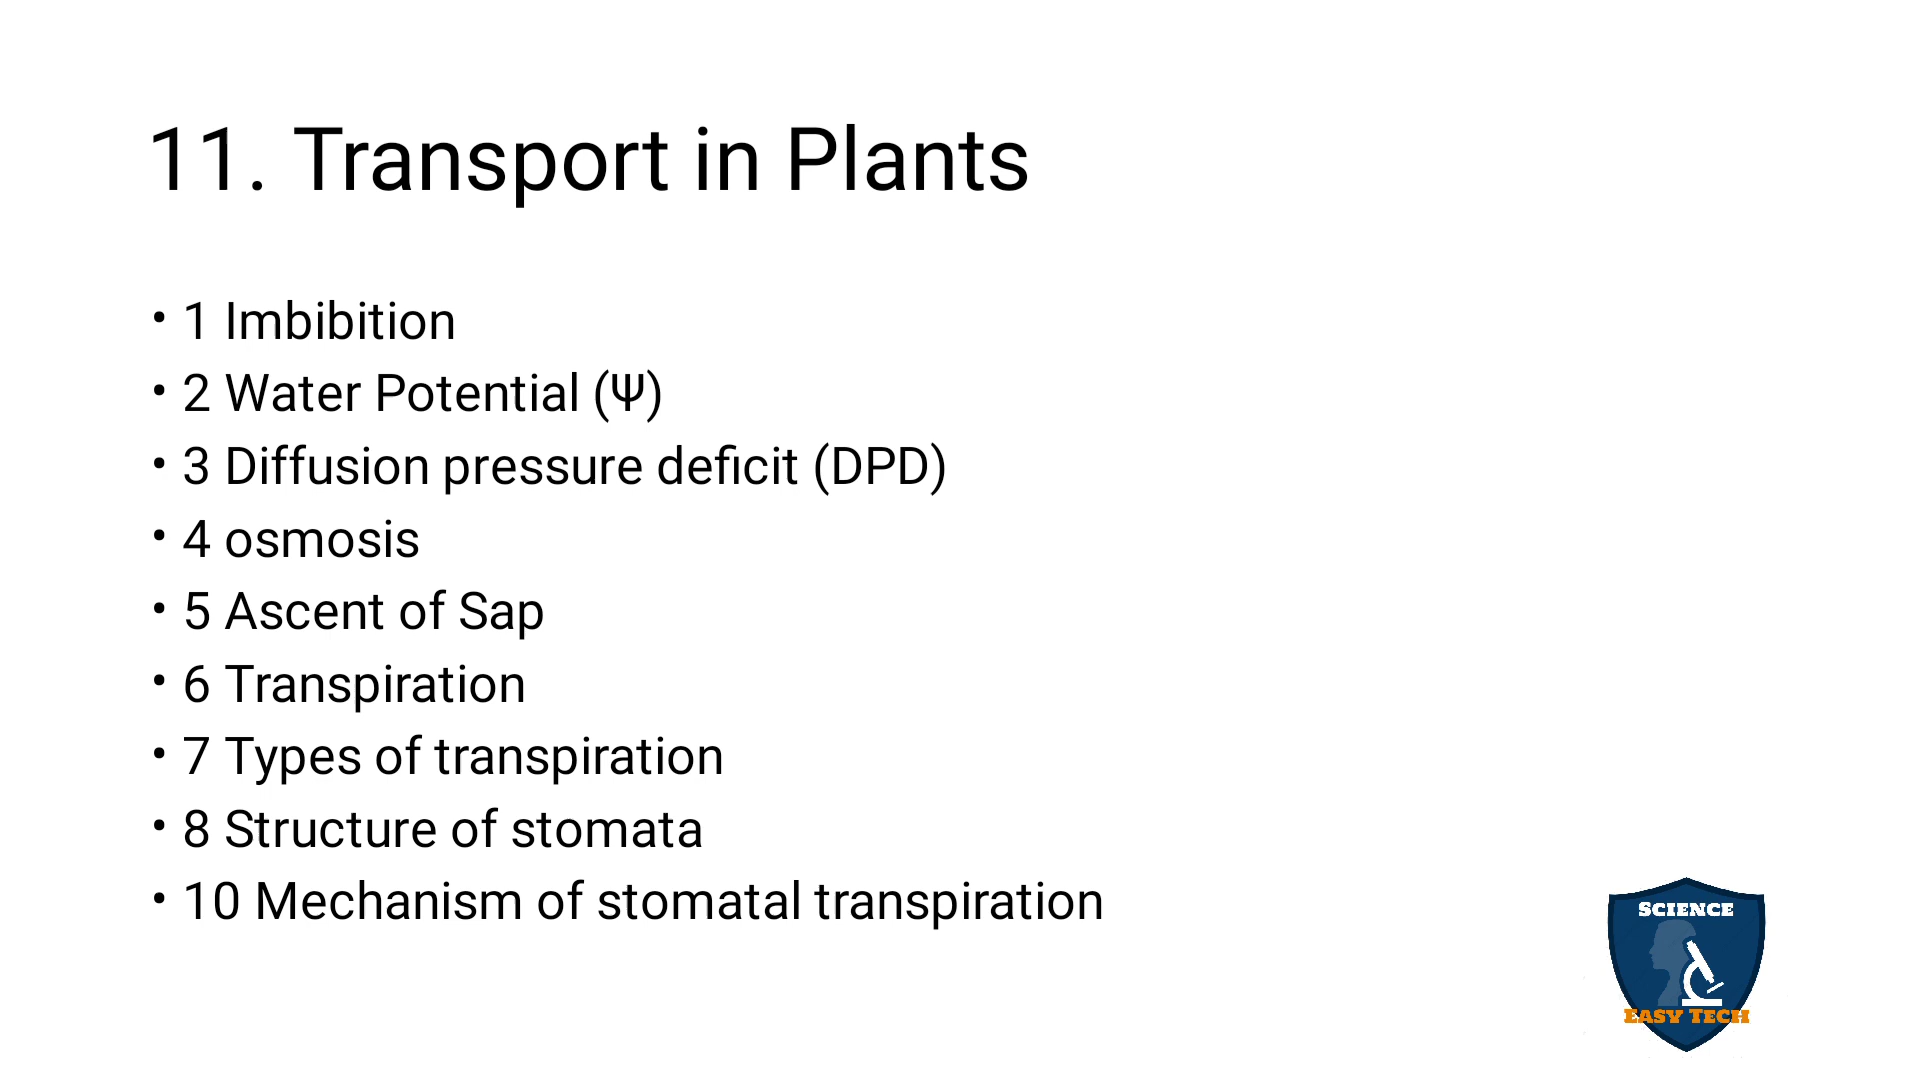 11. Transport in Plants
• 1 Imbibition
• 2 Water Potential (Ψ)
• 3 Diffusion pressure deficit (DPD)
• 4 osmosis
• 5 Ascent of Sap
• 6 Transpiration
• 7 Types of transpiration
• 8 Structure of stomata
• 10 Mechanism of stomatal transpiration
SCIENCE
EASY TECH